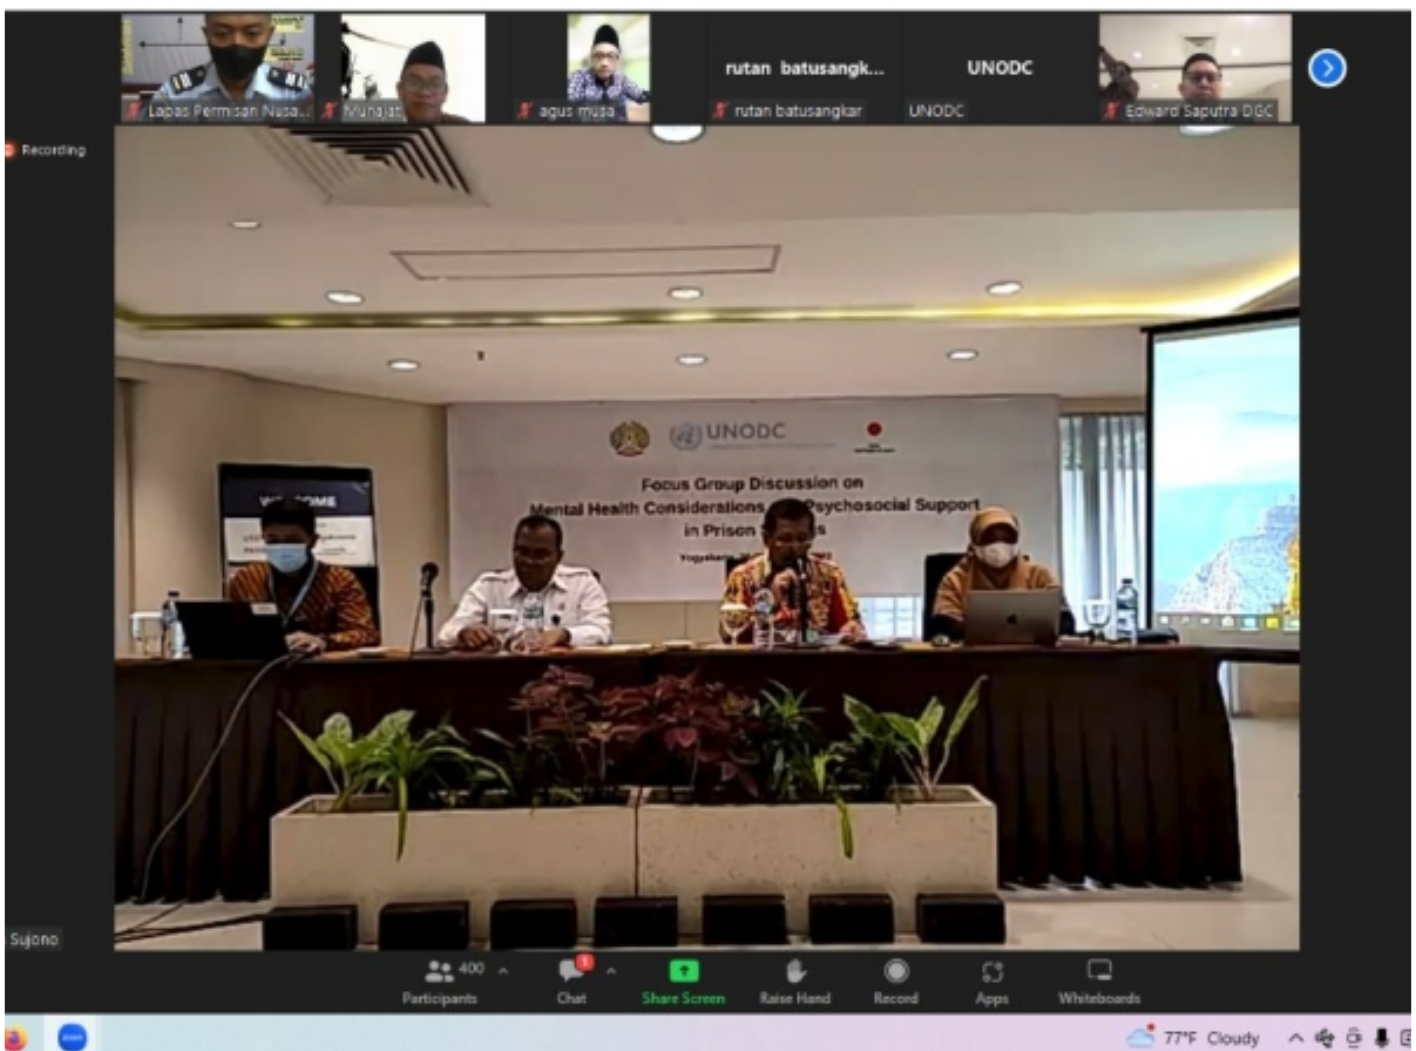 rutan batusangk...
UNODC
Lapas Permisan Nusa...
Munajat
agus musa
rutan batusangkar
UNODC
Edward Saputra DGC
Recording
UNODC
Focus Group Discussion on
Mental Health Considerations Psychosocial Support
in Prison
Sujono
400
1
Participants
Chat
Share Screen
Raise Hand
Record
Apps
Whiteboards
zoom
77°F Cloudy